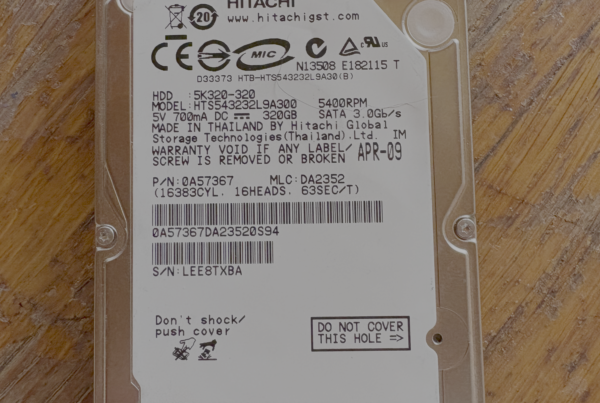 HITACHI
www.hitachigst.com
20
CE MIC c RU US
N13508 E182115 T
D33373 HTB-HTS543232L9A30(B)
HDD :5K320-320
MODEL:HTS543232L9A300 5400RPM
5V 700mA DC 320GB SATA 3.0Gb/s
MADE IN THAILAND BY Hitachi Global
Storage Technologies(Thailand).Ltd. IM
WARRANTY VOID IF ANY LABEL/
SCREW IS REMOVED OR BROKEN APR-09
P/N:0A57367 MLC:DA2352
(16383CYL. 16HEADS. 63SEC/T)
0A57367DA23520S94
S/N:LEE8TXBA
Don't shock/
push cover
DO NOT COVER
THIS HOLE =>